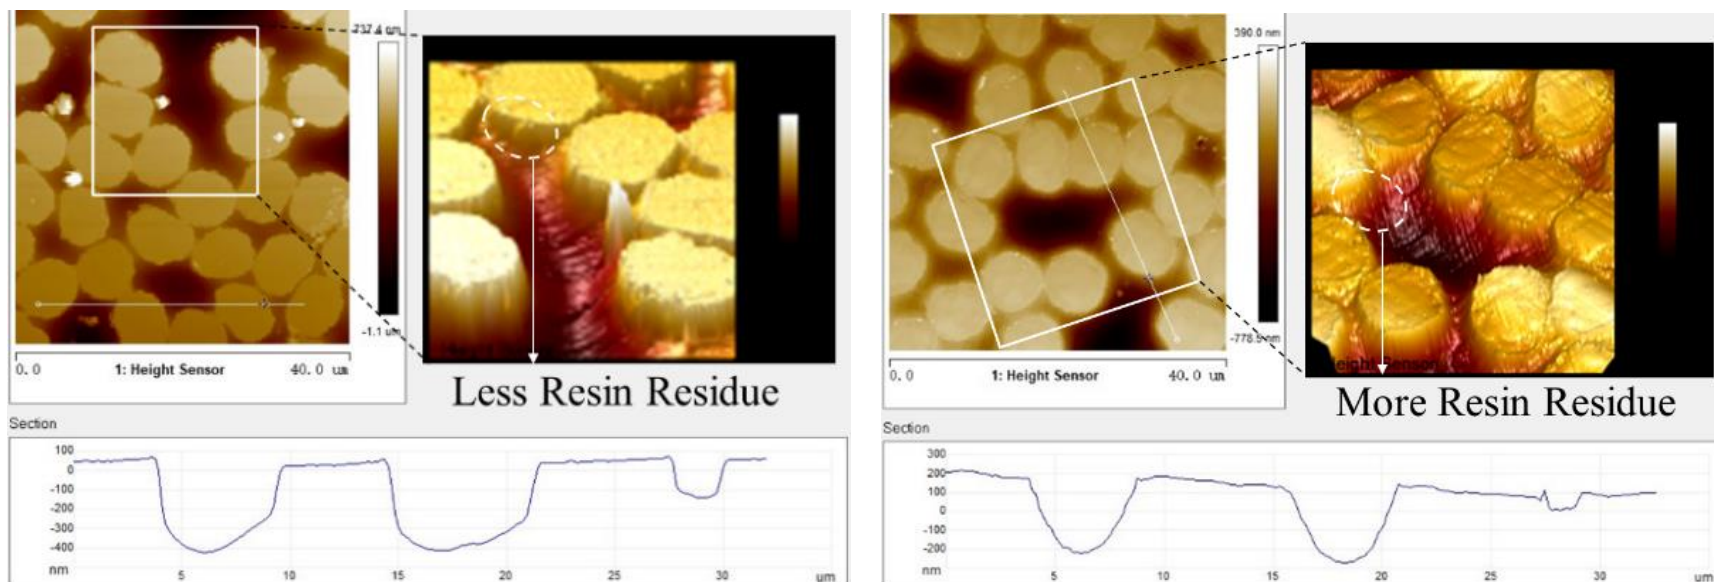 237.4 nm
-1.1 um
0.0
1: Height Sensor
40.0 um
Less Resin Residue
Section
100
0
-100
-200
-300
-400
nm
5
10
15
20
25
30
um
390.0 nm
-778.5 nm
0.0
1: Height Sensor
40.0 um
Height Sensor
More Resin Residue
Section
300
200
100
0
-100
-200
nm
5
10
15
20
25
30
um